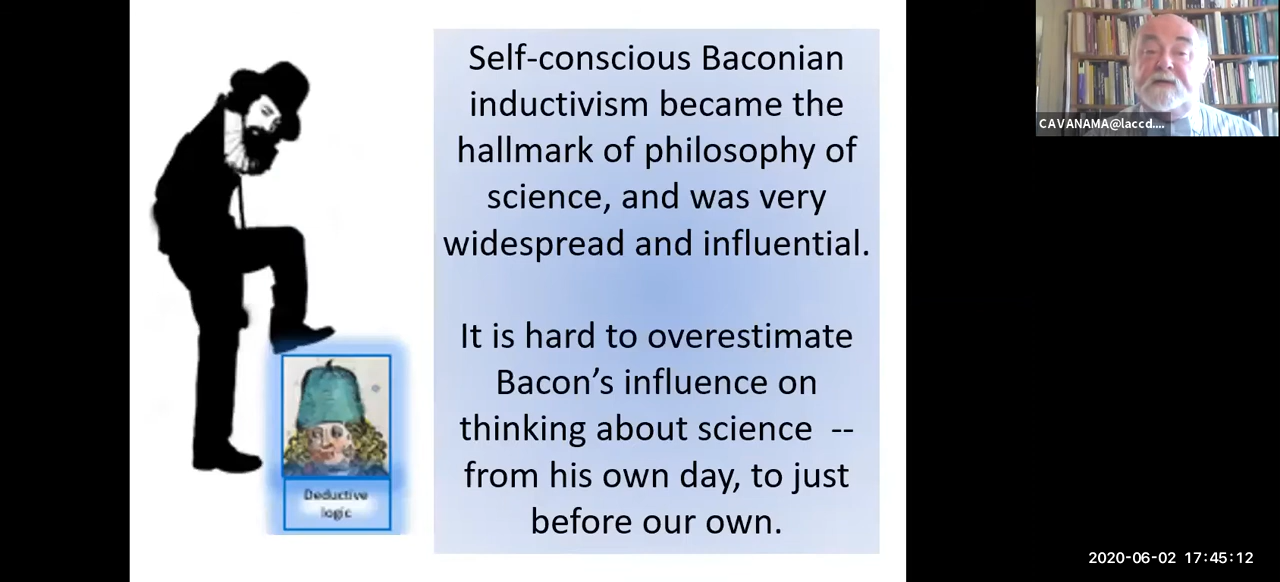 Self-conscious Baconian
inductivism became the
hallmark of philosophy of
science, and was very
widespread and influential.
It is hard to overestimate
Bacon’s influence on
thinking about science --
from his own day, to just
before our own.
Deductive
logic
CAVANAMA@laccd....
2020-06-02 17:45:12